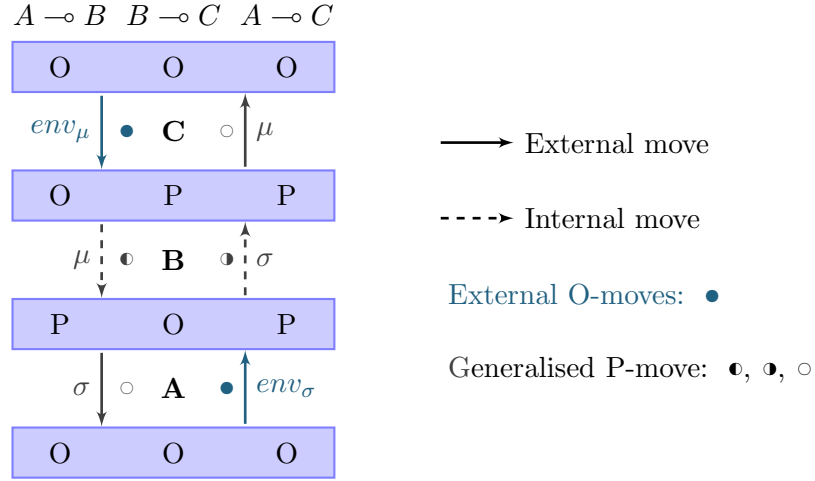 A ⊸ B B ⊸ C A ⊸ C
O O O
env_μ ● C ○ μ
External move
O P P
μ ◐ B ◑ σ
Internal move
External O-moves: ●
P O P
Generalised P-move: ◐, ◑, ○
σ ○ A ● env_σ
O O O